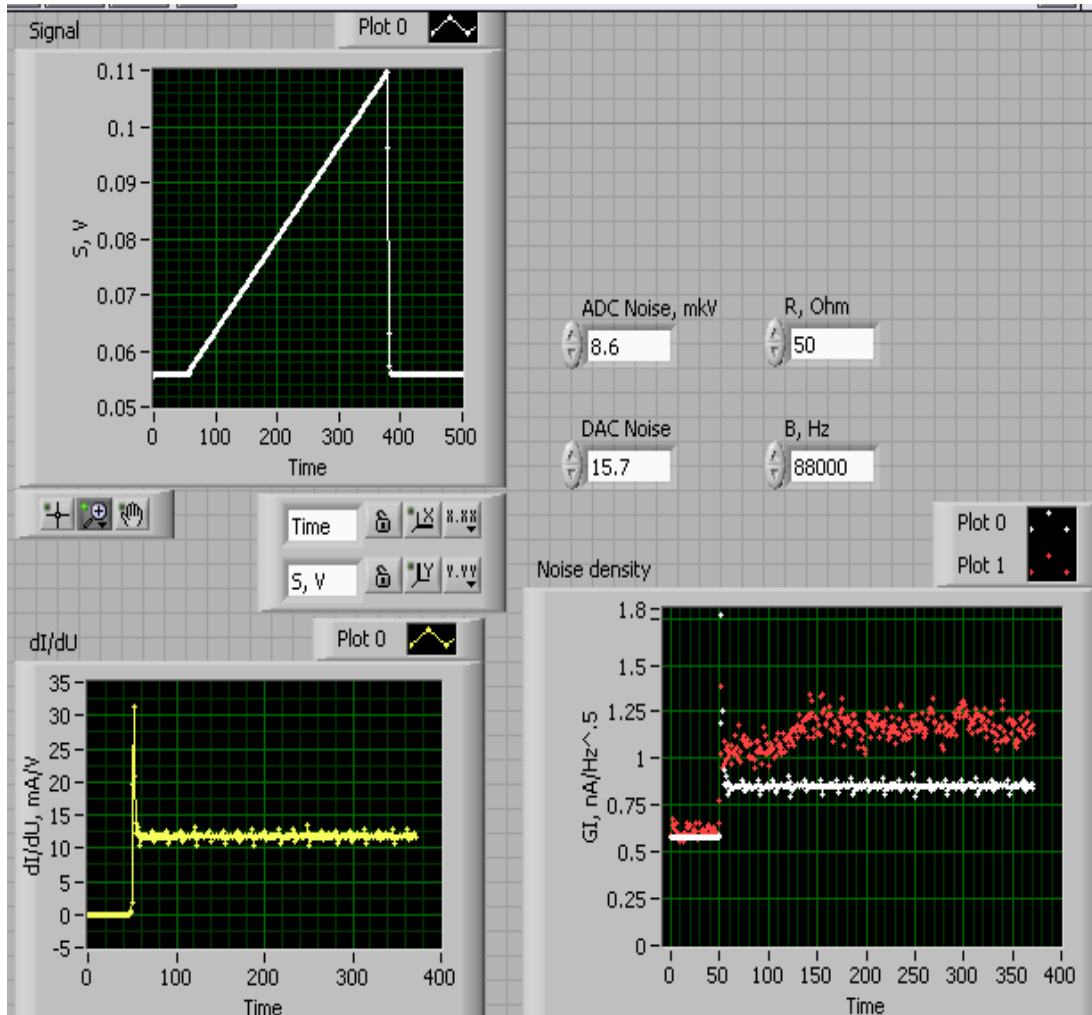 Signal
Plot 0
0.11
0.1
0.09
0.08
0.07
0.06
0.05
S, V
0 100 200 300 400 500
Time
ADC Noise, mkV
8.6
R, Ohm
50
DAC Noise
15.7
B, Hz
88000
Time
X
X.XX
S, V
Y
Y.YY
dI/dU
Plot 0
35
30
25
20
15
10
5
0
-5
dI/dU, mA/V
0 100 200 300 400
Time
Noise density
Plot 0
Plot 1
1.8
1.5
1.25
1
0.75
0.5
0.25
0
GI, nA/Hz^.5
0 50 100 150 200 250 300 350 400
Time